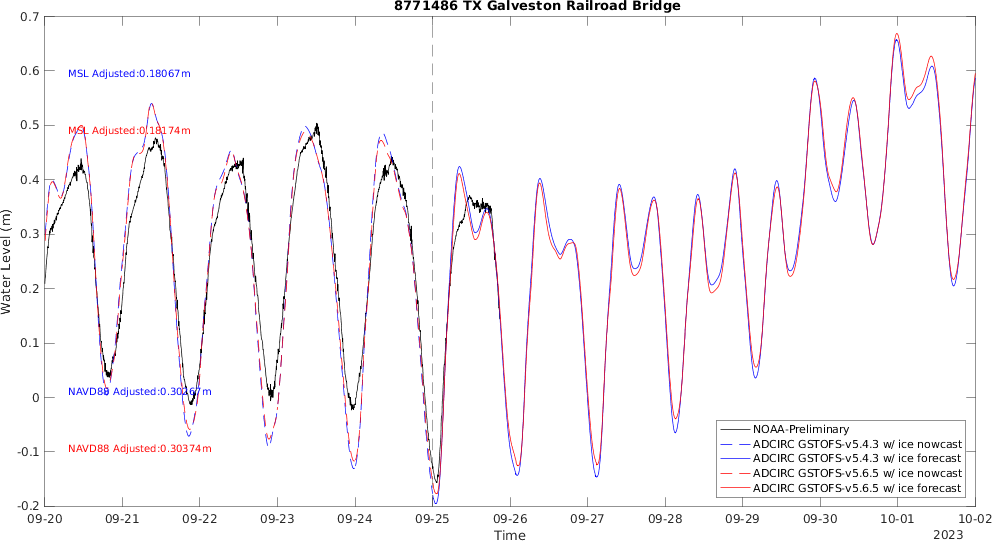 8771486 TX Galveston Railroad Bridge
0.7
0.6
0.5
0.4
0.3
0.2
0.1
0
-0.1
-0.2
Water Level (m)
MSL Adjusted:0.18067m
MSL Adjusted:0.18174m
NAVD88 Adjusted:0.30267m
NAVD88 Adjusted:0.30374m
NOAA-Preliminary
ADCIRC GSTOFS-v5.4.3 w/ ice nowcast
ADCIRC GSTOFS-v5.4.3 w/ ice forecast
ADCIRC GSTOFS-v5.6.5 w/ ice nowcast
ADCIRC GSTOFS-v5.6.5 w/ ice forecast
09-20 09-21 09-22 09-23 09-24 09-25 09-26 09-27 09-28 09-29 09-30 10-01 10-02
Time
2023